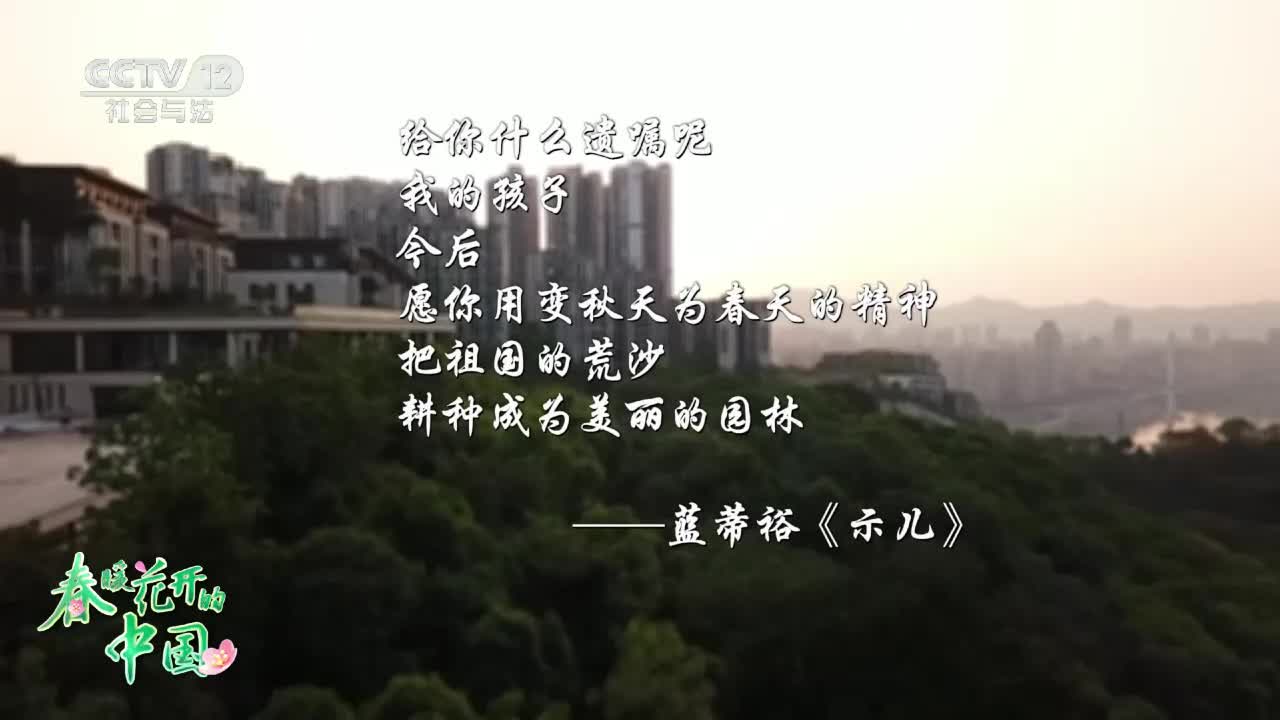 CCTV 12
社会与法
给你什么遗嘱呢
我的孩子
今后
愿你用变秋天为春天的精神
把祖国的荒沙
耕种成为美丽的园林
——蓝蒂裕《示儿》
春暖花开的
中国